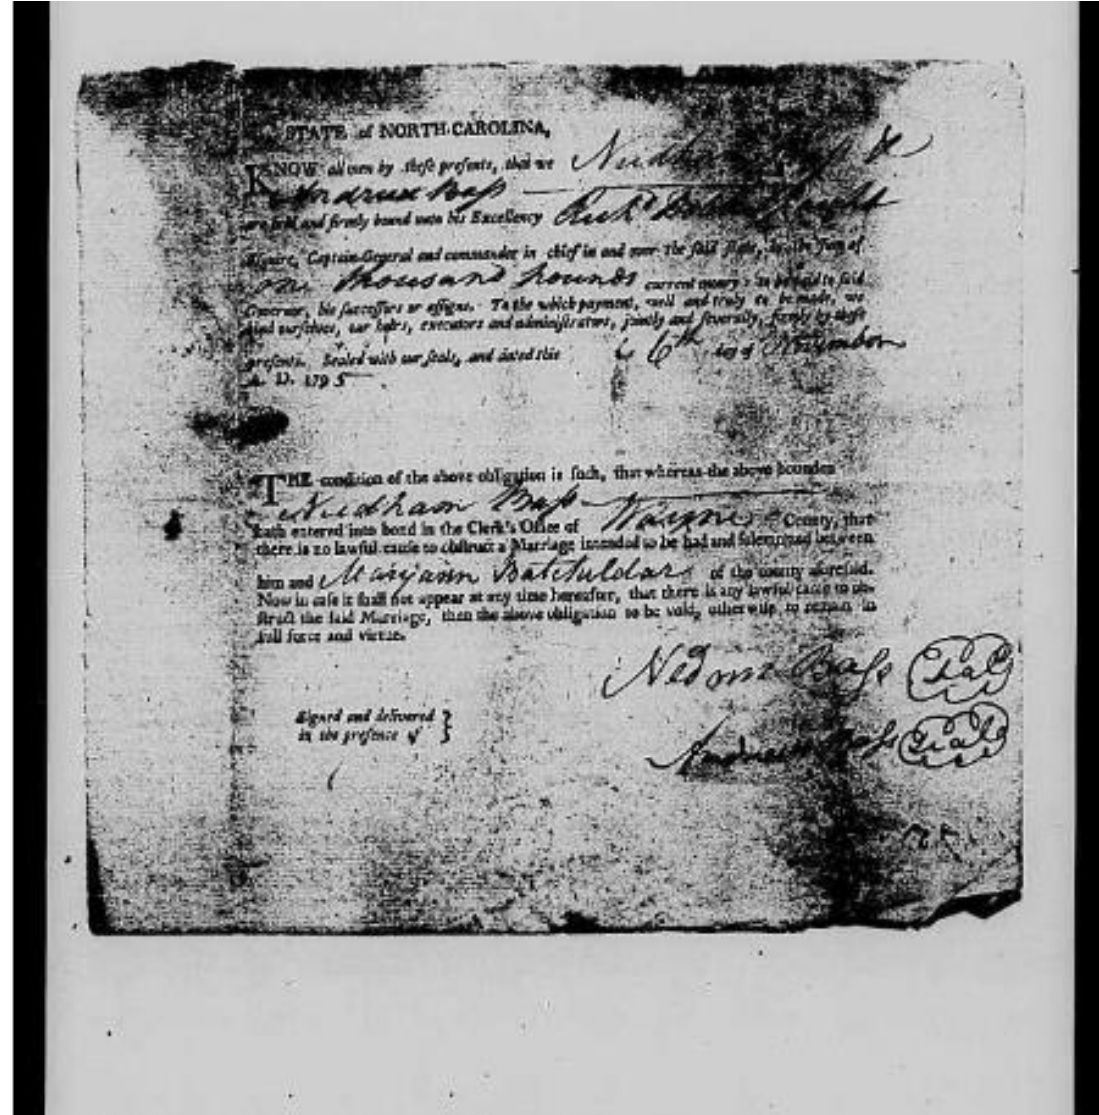 STATE of NORTH-CAROLINA,
KNOW all men by these presents, that we Needham Bass &
Andrew Bass
are held and firmly bound unto his Excellency Richd Dobbs Spaight
Esquire, Captain-General and commander in chief in and over the said state, in the sum of
one thousand pounds current money: to be paid to said
Governor, his successors or assigns. To the which payment, well and truly to be made, we
bind ourselves, our heirs, executors and administrators, jointly and severally, firmly by these
presents. Sealed with our seals, and dated this 6th day of November
A. D. 1795
THE condition of the above obligation is such, that whereas the above bounden
Needham Bass
hath entered into bond in the Clerk's Office of Wayne County, that
there is no lawful cause to obstruct a Marriage intended to be had and solemnized between
him and Maryann Batchuldar of the county aforesaid.
Now in case it shall not appear at any time hereafter, that there is any lawful cause to ob-
struct the said Marriage, then the above obligation to be void, otherwise, to remain in
full force and virtue.
Nedom Bass Seal
Signed and delivered
in the presence of
Andrew Bass Seal